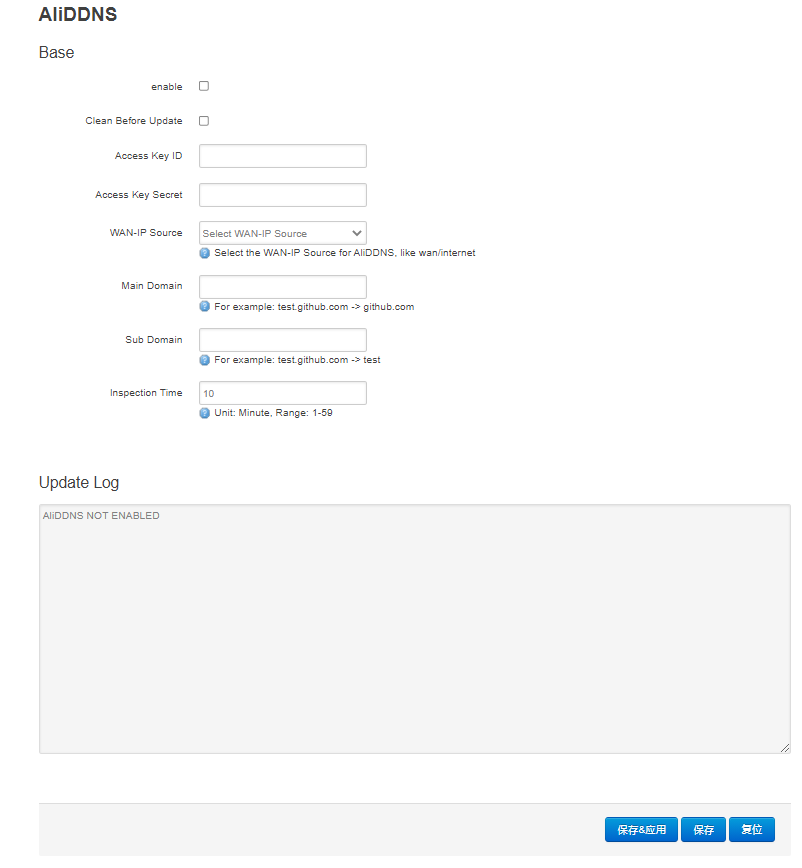 AliDDNS
Base
enable
Clean Before Update
Access Key ID
Access Key Secret
WAN-IP Source
Select WAN-IP Source
Select the WAN-IP Source for AliDDNS, like wan/internet
Main Domain
For example: test.github.com -> github.com
Sub Domain
For example: test.github.com -> test
Inspection Time
10
Unit: Minute, Range: 1-59
Update Log
AliDDNS NOT ENABLED
保存&应用 保存 复位